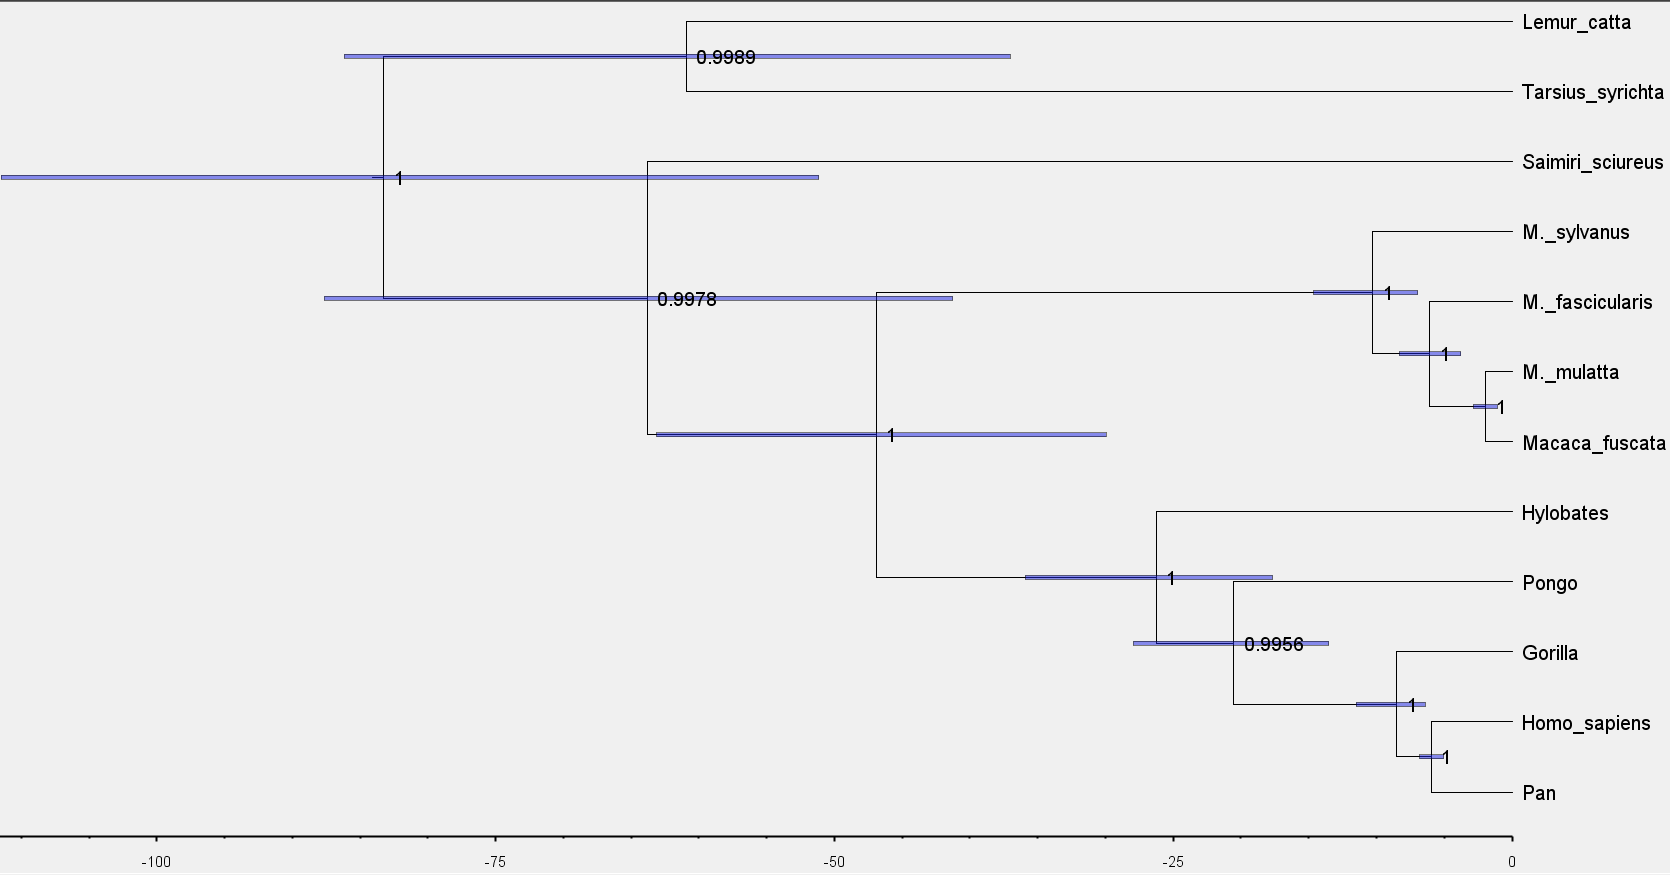 Lemur_catta
0.9989
Tarsius_syrichta
Saimiri_sciureus
1
M._sylvanus
1
0.9978
M._fascicularis
1
M._mulatta
1
1
Macaca_fuscata
Hylobates
1
Pongo
0.9956
Gorilla
1
Homo_sapiens
1
Pan
-100 -75 -50 -25 0